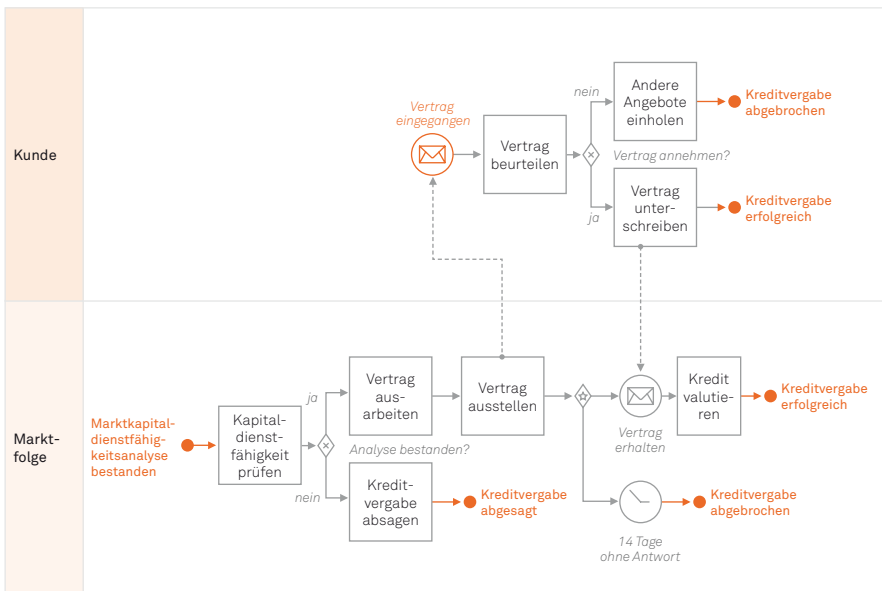 Kunde
Vertrag
eingegangen
Vertrag
beurteilen
nein
Andere
Angebote
einholen
Kreditvergabe
abgebrochen
Vertrag annehmen?
ja
Vertrag
unter-
schreiben
Kreditvergabe
erfolgreich
Markt-
folge
Marktkapital-
dienstfähig-
keitsanalyse
bestanden
Kapital-
dienst-
fähigkeit
prüfen
ja
Vertrag
aus-
arbeiten
Vertrag
ausstellen
Analyse bestanden?
nein
Kredit-
vergabe
absagen
Kreditvergabe
abgesagt
Vertrag
erhalten
Kredit
valutie-
ren
Kreditvergabe
erfolgreich
14 Tage
ohne Antwort
Kreditvergabe
abgebrochen